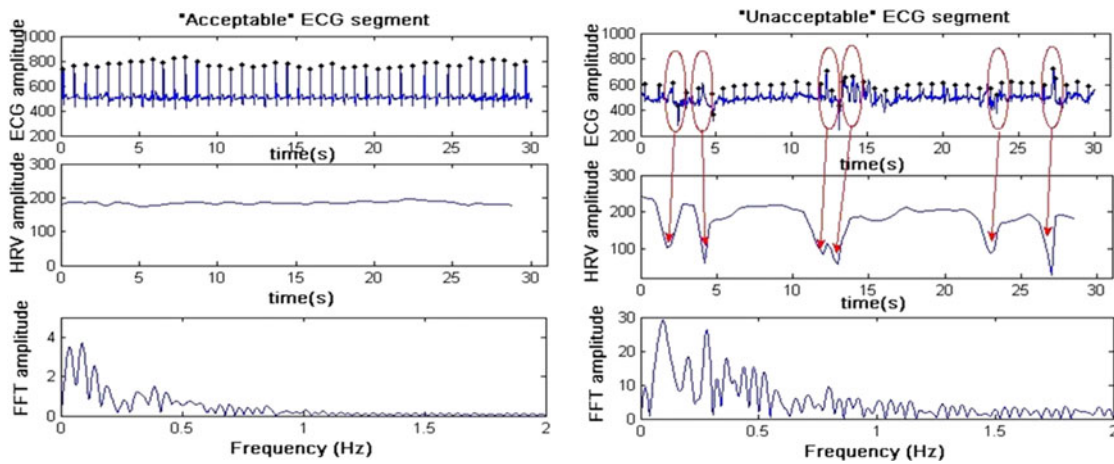 "Acceptable" ECG segment
ECG amplitude
1000
800
600
400
200
0 5 10 15 20 25 30
time(s)
HRV amplitude
300
200
100
0
0 5 10 15 20 25 30
time(s)
FFT amplitude
4
2
0
0 0.5 1 1.5 2
Frequency (Hz)
"Unacceptable" ECG segment
ECG amplitude
1000
800
600
400
200
0 5 10 15 20 25 30
time(s)
HRV amplitude
200
100
0 5 10 15 20 25 30
time(s)
FFT amplitude
30
20
10
0
0 0.5 1 1.5 2
Frequency (Hz)